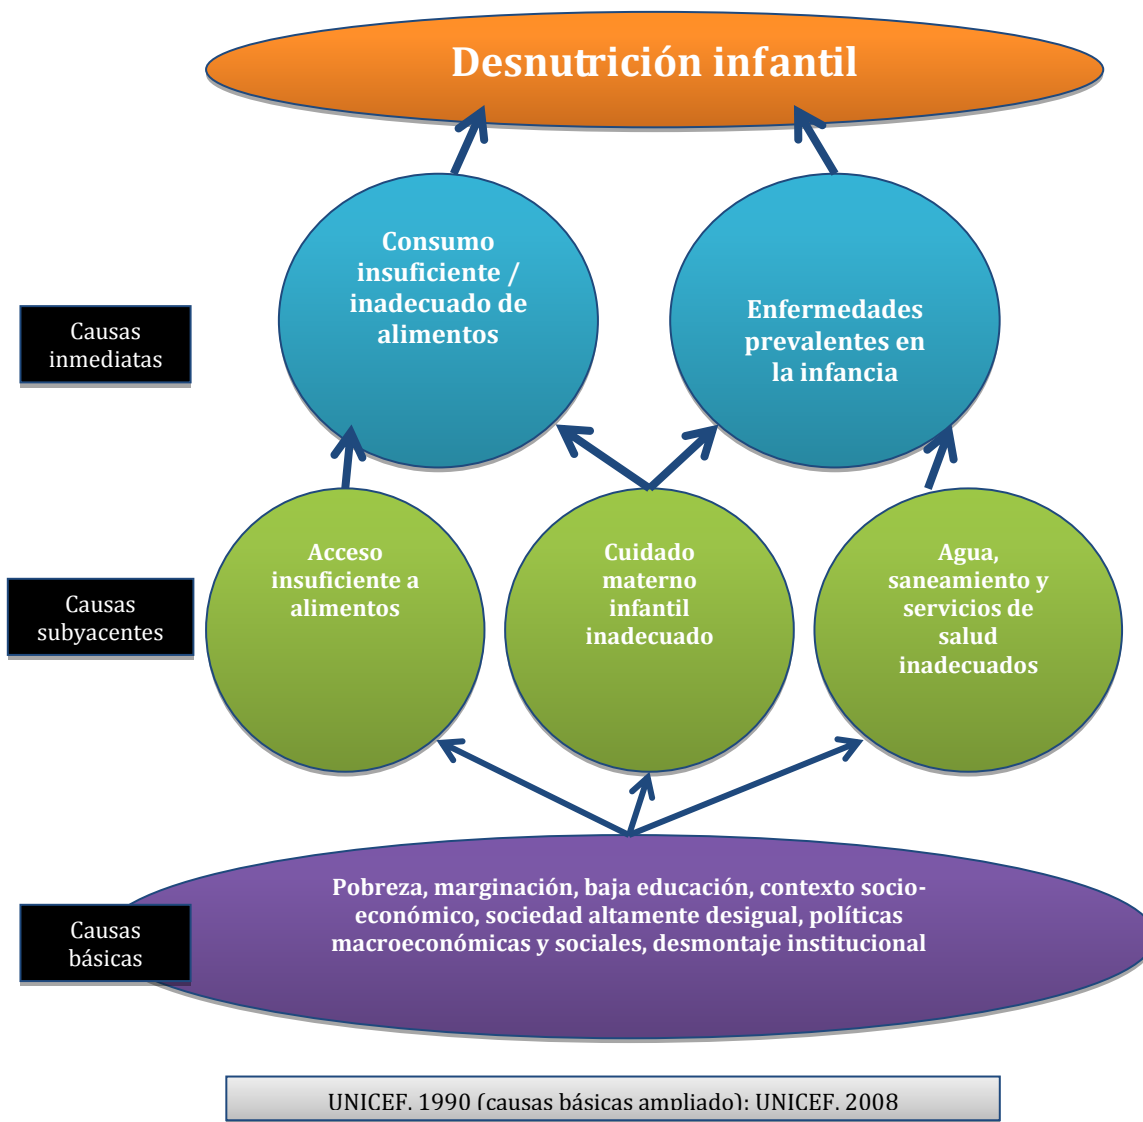 Desnutrición infantil
Consumo
insuficiente /
inadecuado de
alimentos
Enfermedades
prevalentes en
la infancia
Causas
inmediatas
Acceso
insuficiente a
alimentos
Cuidado
materno
infantil
inadecuado
Agua,
saneamiento y
servicios de
salud
inadecuados
Causas
subyacentes
Pobreza, marginación, baja educación, contexto socio-
económico, sociedad altamente desigual, políticas
macroeconómicas y sociales, desmontaje institucional
Causas
básicas
UNICEF. 1990 (causas básicas ampliado); UNICEF. 2008